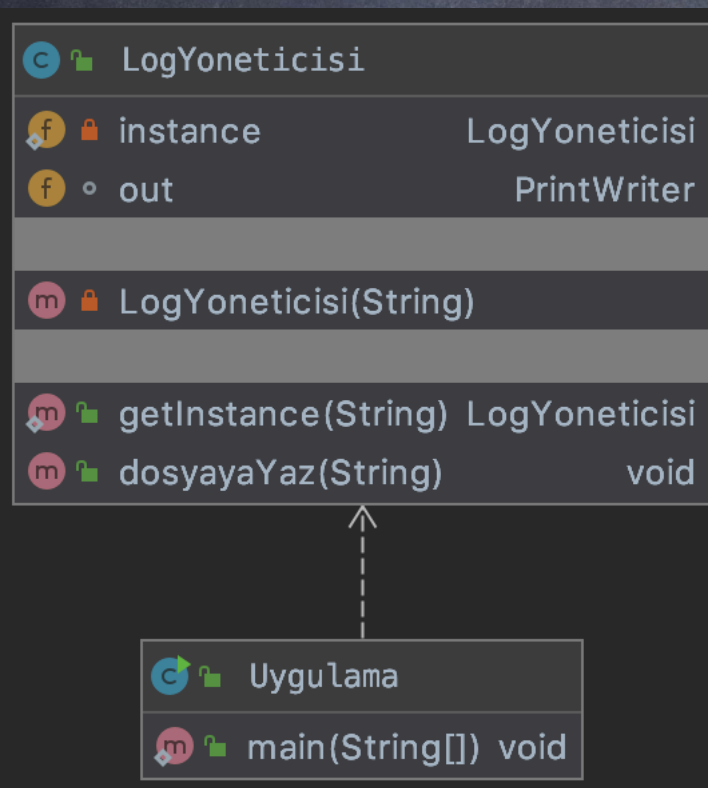 LogYoneticisi
instance LogYoneticisi
out PrintWriter
LogYoneticisi(String)
getInstance(String) LogYoneticisi
dosyayaYaz(String) void
Uygulama
main(String[]) void